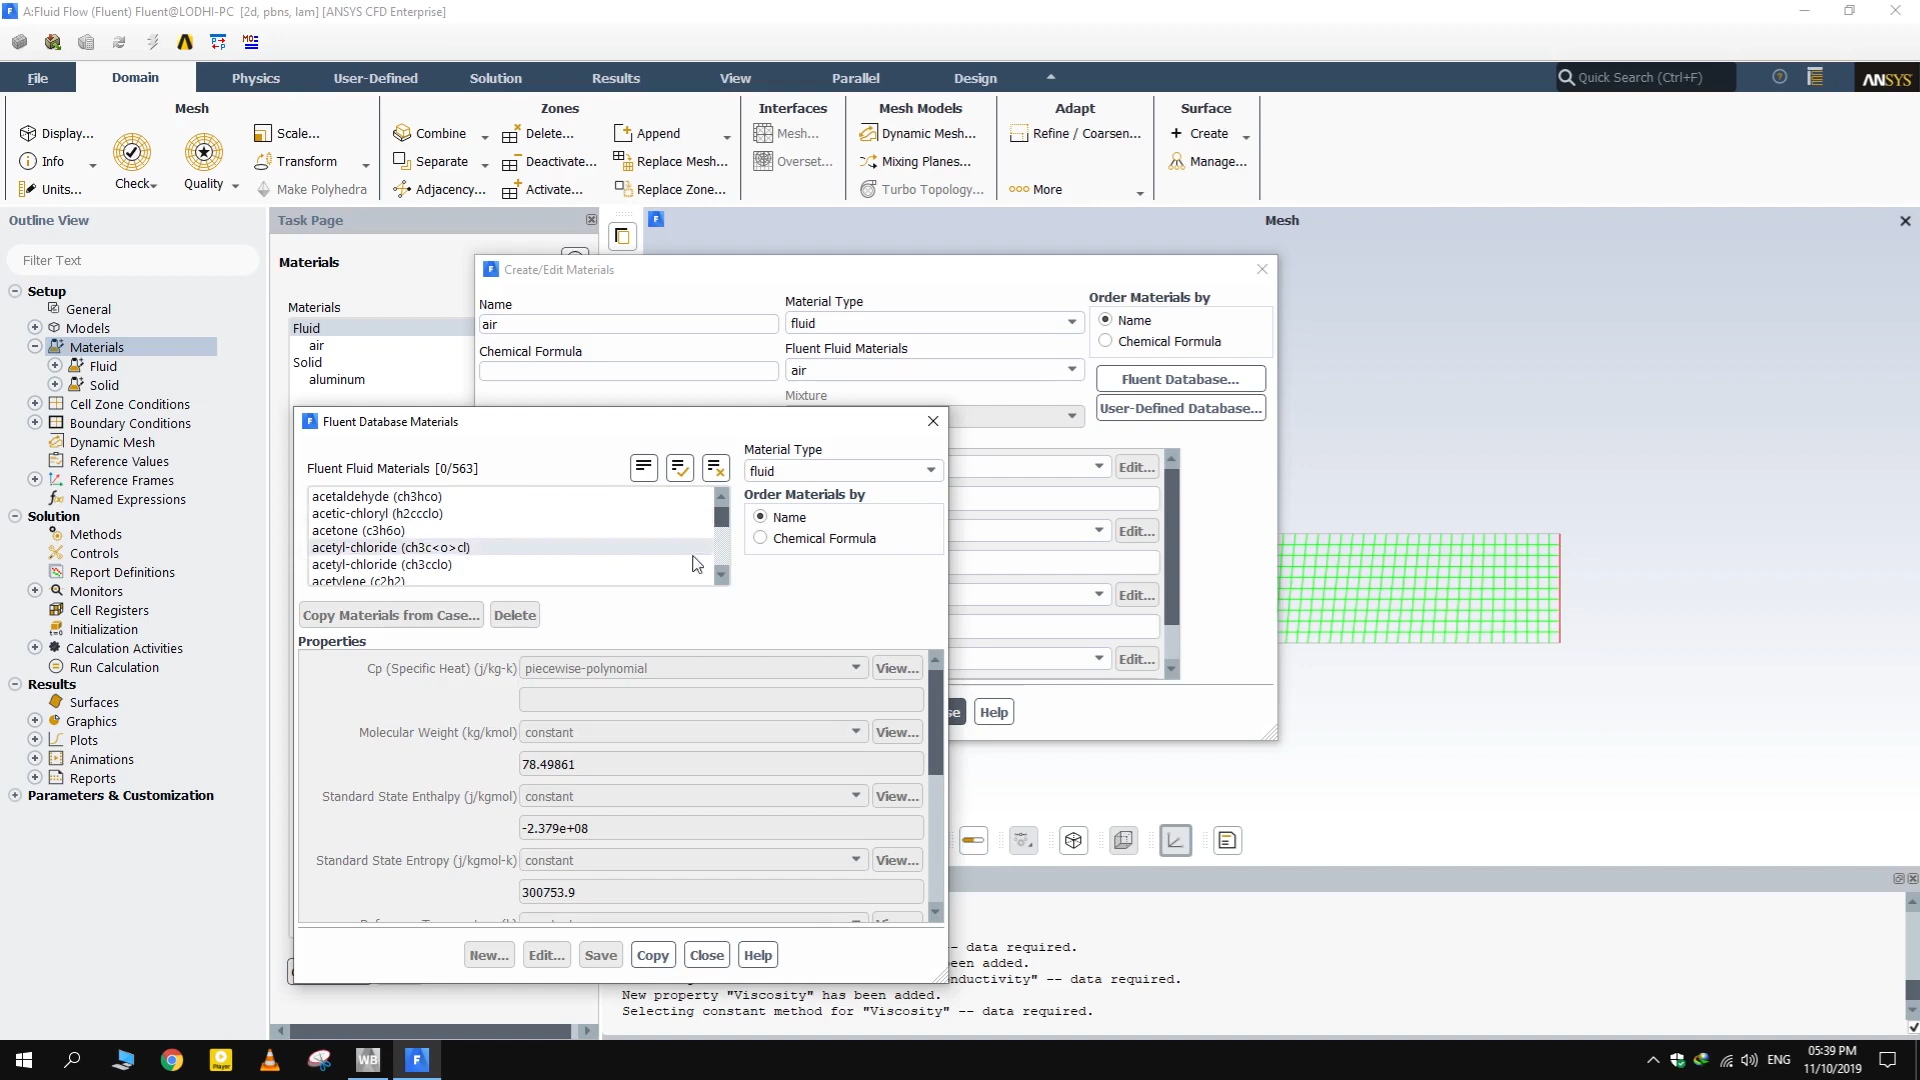 A:Fluid Flow (Fluent) Fluent@LODHI-PC [2d, pbns, lam] [ANSYS CFD Enterprise]
File
Domain
Physics
User-Defined
Solution
Results
View
Parallel
Design
Quick Search (Ctrl+F)
ANSYS
Mesh
Zones
Interfaces
Mesh Models
Adapt
Surface
Display...
Info
Units...
Check
Quality
Scale...
Transform
Make Polyhedra
Combine
Separate
Adjacency...
Delete...
Deactivate...
Activate...
Append
Replace Mesh...
Replace Zone...
Mesh...
Overset...
Dynamic Mesh...
Mixing Planes...
Turbo Topology...
Refine / Coarsen...
More
Create
Manage...
Outline View
Filter Text
Setup
General
Models
Materials
Fluid
Solid
Cell Zone Conditions
Boundary Conditions
Dynamic Mesh
Reference Values
Reference Frames
Named Expressions
Solution
Methods
Controls
Report Definitions
Monitors
Cell Registers
Initialization
Calculation Activities
Run Calculation
Results
Surfaces
Graphics
Plots
Animations
Reports
Parameters & Customization
Task Page
Materials
Materials
Fluid
air
Solid
aluminum
Mesh
Create/Edit Materials
Name
air
Chemical Formula
Material Type
fluid
Fluent Fluid Materials
air
Mixture
Order Materials by
Name
Chemical Formula
Fluent Database...
User-Defined Database...
Edit...
Edit...
Edit...
Edit...
se
Help
Fluent Database Materials
Fluent Fluid Materials [0/563]
acetaldehyde (ch3hco)
acetic-chloryl (h2ccclo)
acetone (c3h6o)
acetyl-chloride (ch3c<o>cl)
acetyl-chloride (ch3cclo)
acetylene (c2h2)
Material Type
fluid
Order Materials by
Name
Chemical Formula
Copy Materials from Case...
Delete
Properties
Cp (Specific Heat) (j/kg-k)
piecewise-polynomial
View...
Molecular Weight (kg/kmol)
constant
View...
78.49861
Standard State Enthalpy (j/kgmol)
constant
View...
-2.379e+08
Standard State Entropy (j/kgmol-k)
constant
View...
300753.9
New...
Edit...
Save
Copy
Close
Help
-- data required.
een added.
nductivity" -- data required.
New property "Viscosity" has been added.
Selecting constant method for "Viscosity" -- data required.
WB
ENG
05:39 PM
11/10/2019